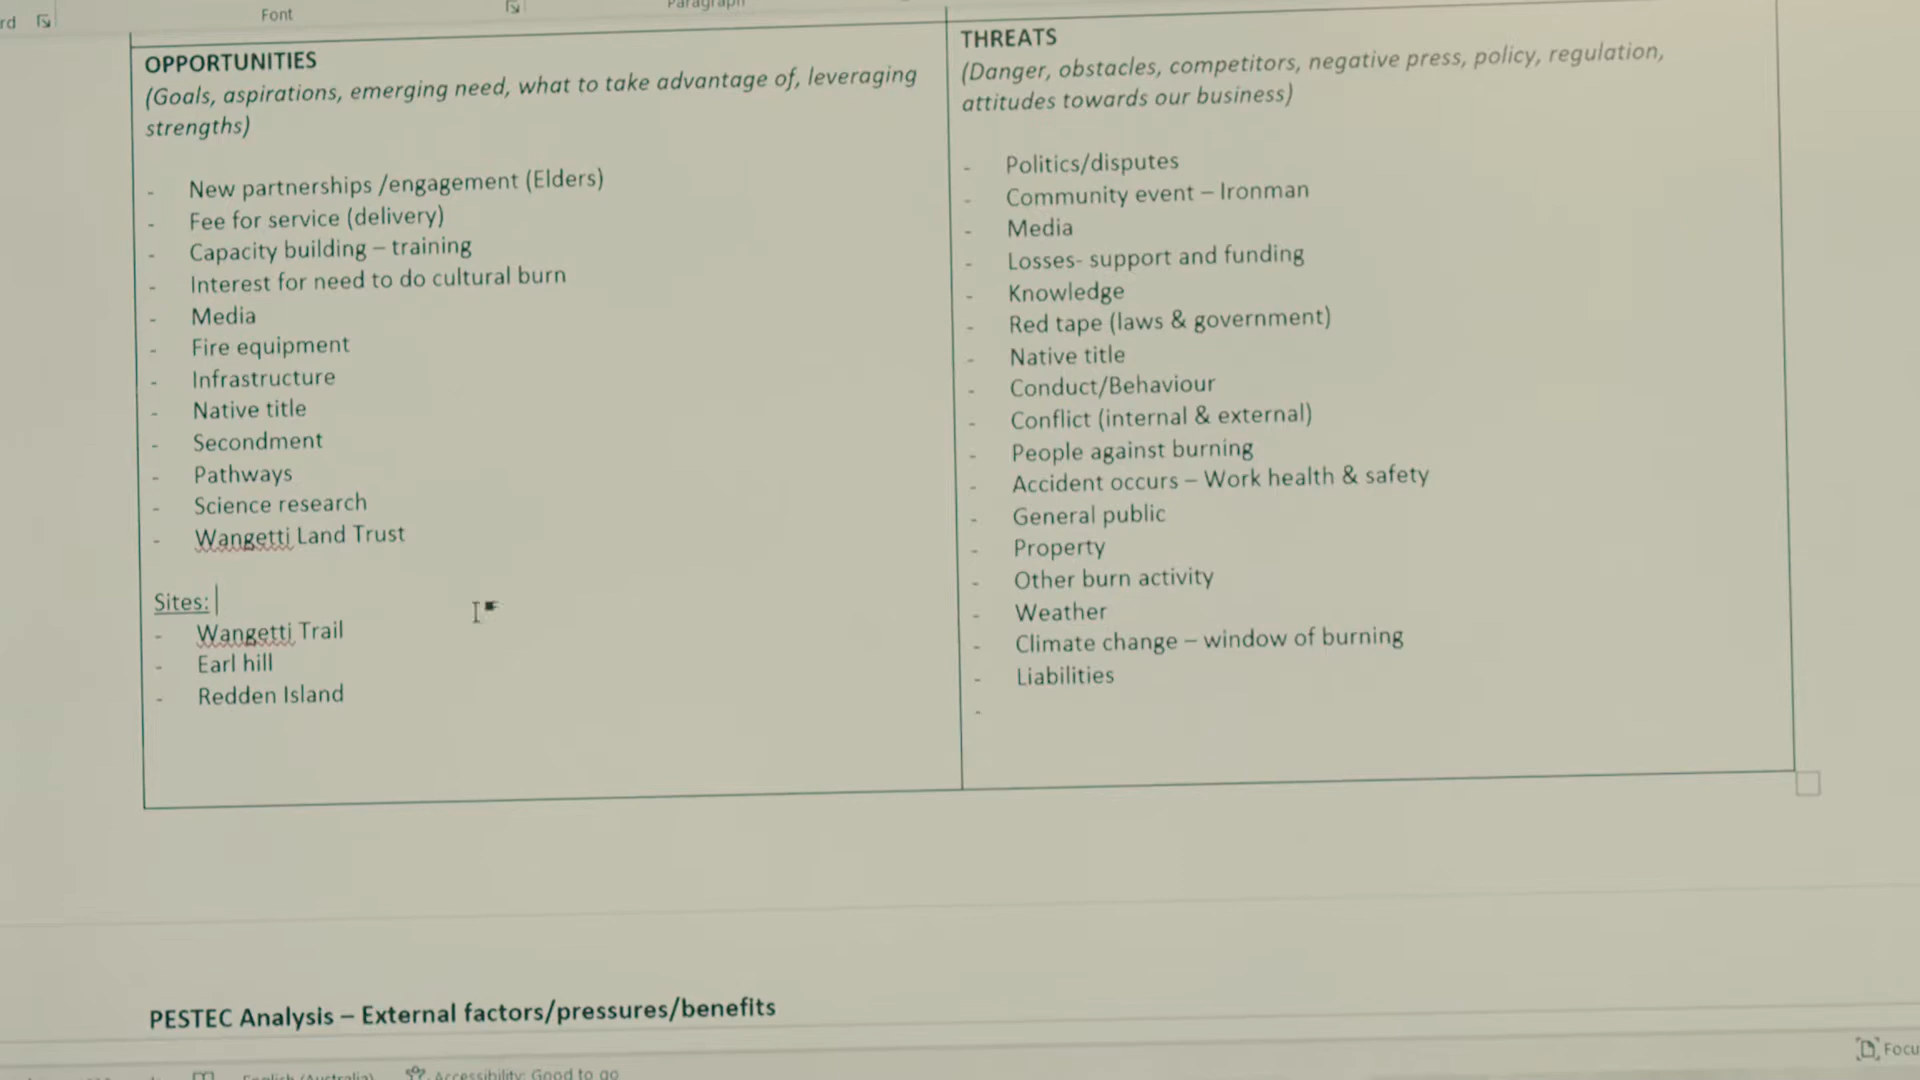 rd
Font
Paragraph
OPPORTUNITIES
(Goals, aspirations, emerging need, what to take advantage of, leveraging
strengths)
- New partnerships /engagement (Elders)
- Fee for service (delivery)
- Capacity building – training
- Interest for need to do cultural burn
- Media
- Fire equipment
- Infrastructure
- Native title
- Secondment
- Pathways
- Science research
- Wangetti Land Trust
Sites:
- Wangetti Trail
- Earl hill
- Redden Island
THREATS
(Danger, obstacles, competitors, negative press, policy, regulation,
attitudes towards our business)
- Politics/disputes
- Community event – Ironman
- Media
- Losses- support and funding
- Knowledge
- Red tape (laws & government)
- Native title
- Conduct/Behaviour
- Conflict (internal & external)
- People against burning
- Accident occurs – Work health & safety
- General public
- Property
- Other burn activity
- Weather
- Climate change – window of burning
- Liabilities
-
PESTEC Analysis – External factors/pressures/benefits
Focu
English (Australia)
Accessibility: Good to go